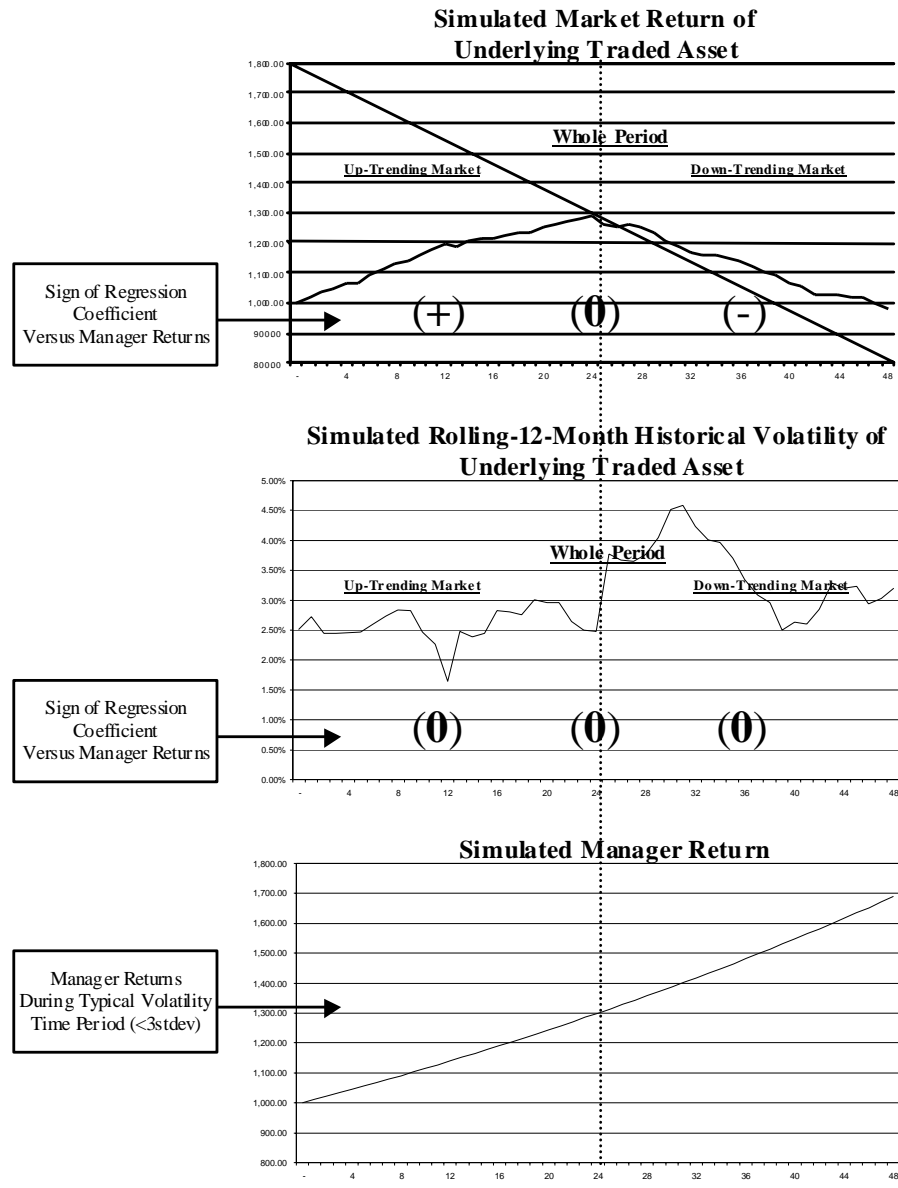 Simulated Market Return of
Underlying Traded Asset
1,800.00
1,700.00
1,600.00
1,500.00
1,400.00
1,300.00
1,200.00
1,100.00
1,000.00
90000
80000
Whole Period
Up-Trending Market
Down-Trending Market
Sign of Regression
Coefficient
Versus Manager Returns
(+)
(0)
(-)
- 4 8 12 16 20 24 28 32 36 40 44 48
Simulated Rolling-12-Month Historical Volatility of
Underlying Traded Asset
5.00%
4.50%
4.00%
3.50%
3.00%
2.50%
2.00%
1.50%
1.00%
0.50%
0.00%
Whole Period
Up-Trending Market
Down-Trending Market
Sign of Regression
Coefficient
Versus Manager Returns
(0)
(0)
(0)
- 4 8 12 16 20 24 28 32 36 40 44 48
Simulated Manager Return
1,800.00
1,700.00
1,600.00
1,500.00
1,400.00
1,300.00
1,200.00
1,100.00
1,000.00
900.00
800.00
Manager Returns
During Typical Volatility
Time Period (<3stdev)
- 4 8 12 16 20 24 28 32 36 40 44 48